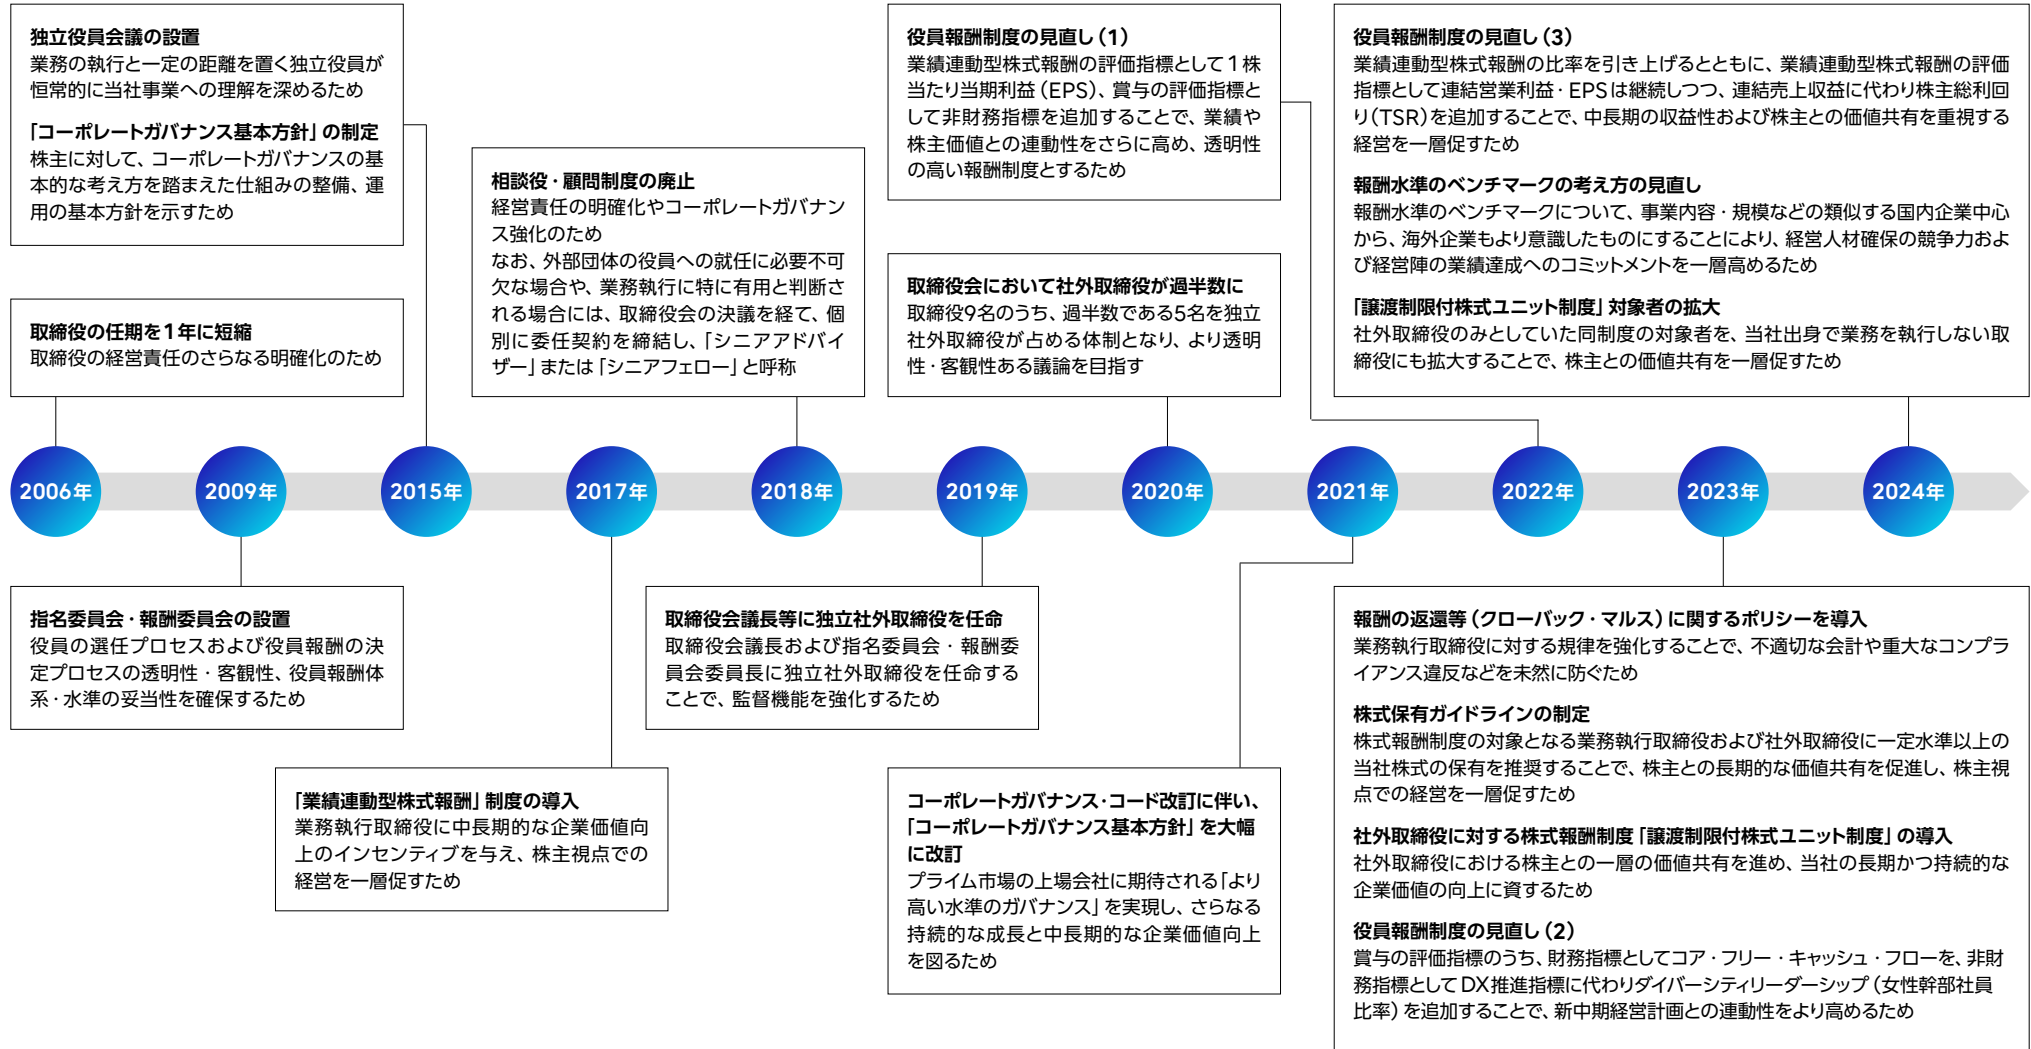 独立役員会議の設置
業務の執行と一定の距離を置く独立役員が
恒常的に当社事業への理解を深めるため
「コーポレートガバナンス基本方針」の制定
株主に対して、コーポレートガバナンスの基
本的な考え方を踏まえた仕組みの整備、運
用の基本方針を示すため
取締役の任期を1年に短縮
取締役の経営責任のさらなる明確化のため
相談役・顧問制度の廃止
経営責任の明確化やコーポレートガバナン
ス強化のため
なお、外部団体の役員への就任に必要不可
欠な場合や、業務執行に特に有用と判断さ
れる場合には、取締役会の決議を経て、個
別に委任契約を締結し、「シニアアドバイ
ザー」または「シニアフェロー」と呼称
役員報酬制度の見直し（1）
業績連動型株式報酬の評価指標として1株
当たり当期利益（EPS）、賞与の評価指標と
して非財務指標を追加することで、業績や
株主価値との連動性をさらに高め、透明性
の高い報酬制度とするため
取締役会において社外取締役が過半数に
取締役9名のうち、過半数である5名を独立
社外取締役が占める体制となり、より透明
性・客観性ある議論を目指す
役員報酬制度の見直し（3）
業績連動型株式報酬の比率を引き上げるとともに、業績連動型株式報酬の評価
指標として連結営業利益・EPSは継続しつつ、連結売上収益に代わり株主総利回
り（TSR）を追加することで、中長期の収益性および株主との価値共有を重視する
経営を一層促すため
報酬水準のベンチマークの考え方の見直し
報酬水準のベンチマークについて、事業内容・規模などの類似する国内企業中心
から、海外企業もより意識したものにすることにより、経営人材確保の競争力およ
び経営陣の業績達成へのコミットメントを一層高めるため
「譲渡制限付株式ユニット制度」対象者の拡大
社外取締役のみとしていた同制度の対象者を、当社出身で業務を執行しない取
締役にも拡大することで、株主との価値共有を一層促すため
2006年
2009年
2015年
2017年
2018年
2019年
2020年
2021年
2022年
2023年
2024年
指名委員会・報酬委員会の設置
役員の選任プロセスおよび役員報酬の決
定プロセスの透明性・客観性、役員報酬体
系・水準の妥当性を確保するため
「業績連動型株式報酬」制度の導入
業務執行取締役に中長期的な企業価値向
上のインセンティブを与え、株主視点での
経営を一層促すため
取締役会議長等に独立社外取締役を任命
取締役会議長および指名委員会・報酬委
員会委員長に独立社外取締役を任命する
ことで、監督機能を強化するため
コーポレートガバナンス・コード改訂に伴い、
「コーポレートガバナンス基本方針」を大幅
に改訂
プライム市場の上場会社に期待される「より
高い水準のガバナンス」を実現し、さらなる
持続的な成長と中長期的な企業価値向上
を図るため
報酬の返還等（クローバック・マルス）に関するポリシーを導入
業務執行取締役に対する規律を強化することで、不適切な会計や重大なコンプラ
イアンス違反などを未然に防ぐため
株式保有ガイドラインの制定
株式報酬制度の対象となる業務執行取締役および社外取締役に一定水準以上の
当社株式の保有を推奨することで、株主との長期的な価値共有を促進し、株主視
点での経営を一層促すため
社外取締役に対する株式報酬制度「譲渡制限付株式ユニット制度」の導入
社外取締役における株主との一層の価値共有を進め、当社の長期かつ持続的な
企業価値の向上に資するため
役員報酬制度の見直し（2）
賞与の評価指標のうち、財務指標としてコア・フリー・キャッシュ・フローを、非財
務指標としてDX推進指標に代わりダイバーシティリーダーシップ（女性幹部社員
比率）を追加することで、新中期経営計画との連動性をより高めるため